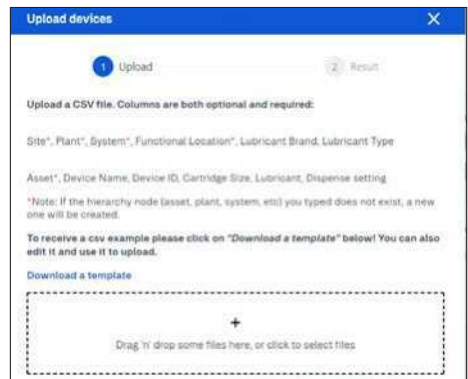 Upload devices X
1 Upload 2 Result
Upload a CSV file. Columns are both optional and required:
Site*, Plant*, System*, Functional Location*, Lubricant Brand, Lubricant Type
Asset*, Device Name, Device ID, Cartridge Size, Lubricant, Dispense setting
*Note: If the hierarchy node (asset, plant, system, etc) you typed does not exist, a new
one will be created.
To receive a csv example please click on "Download a template" below! You can also
edit it and use it to upload.
Download a template
+
Drag 'n' drop some files here, or click to select files